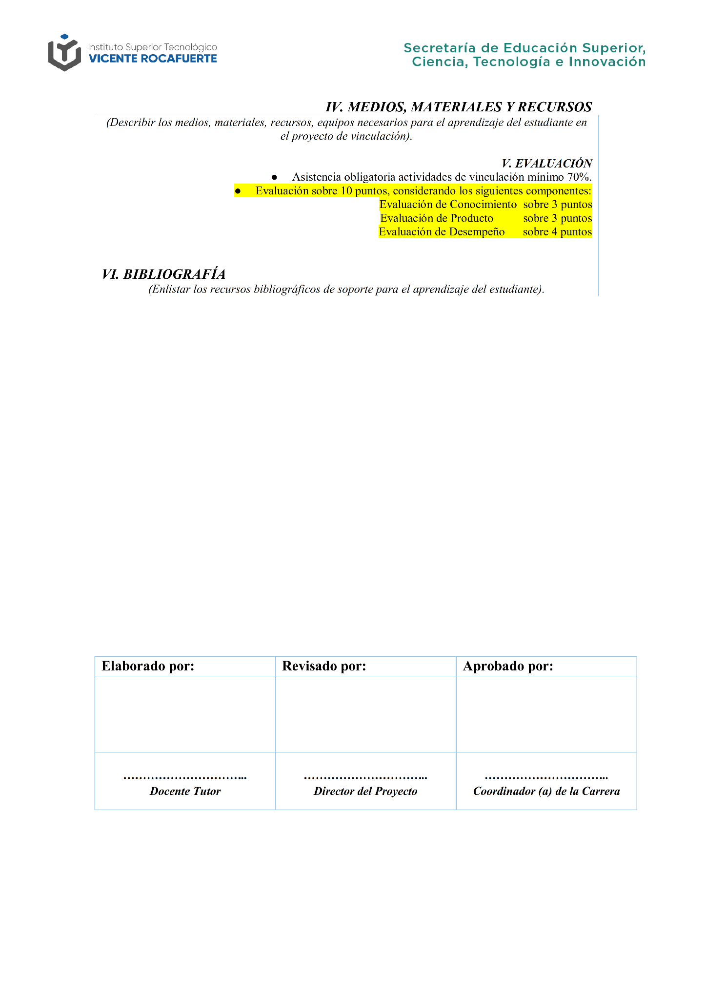 Instituto Superior Tecnológico
VICENTE ROCAFUERTE
Secretaría de Educación Superior,
Ciencia, Tecnología e Innovación
IV. MEDIOS, MATERIALES Y RECURSOS
(Describir los medios, materiales, recursos, equipos necesarios para el aprendizaje del estudiante en
el proyecto de vinculación).
V. EVALUACIÓN
● Asistencia obligatoria actividades de vinculación mínimo 70%.
● Evaluación sobre 10 puntos, considerando los siguientes componentes:
Evaluación de Conocimiento sobre 3 puntos
Evaluación de Producto sobre 3 puntos
Evaluación de Desempeño sobre 4 puntos
VI. BIBLIOGRAFÍA
(Enlistar los recursos bibliográficos de soporte para el aprendizaje del estudiante).
Elaborado por: Revisado por: Aprobado por:
………………………….. ………………………….. …………………………..
Docente Tutor Director del Proyecto Coordinador (a) de la Carrera